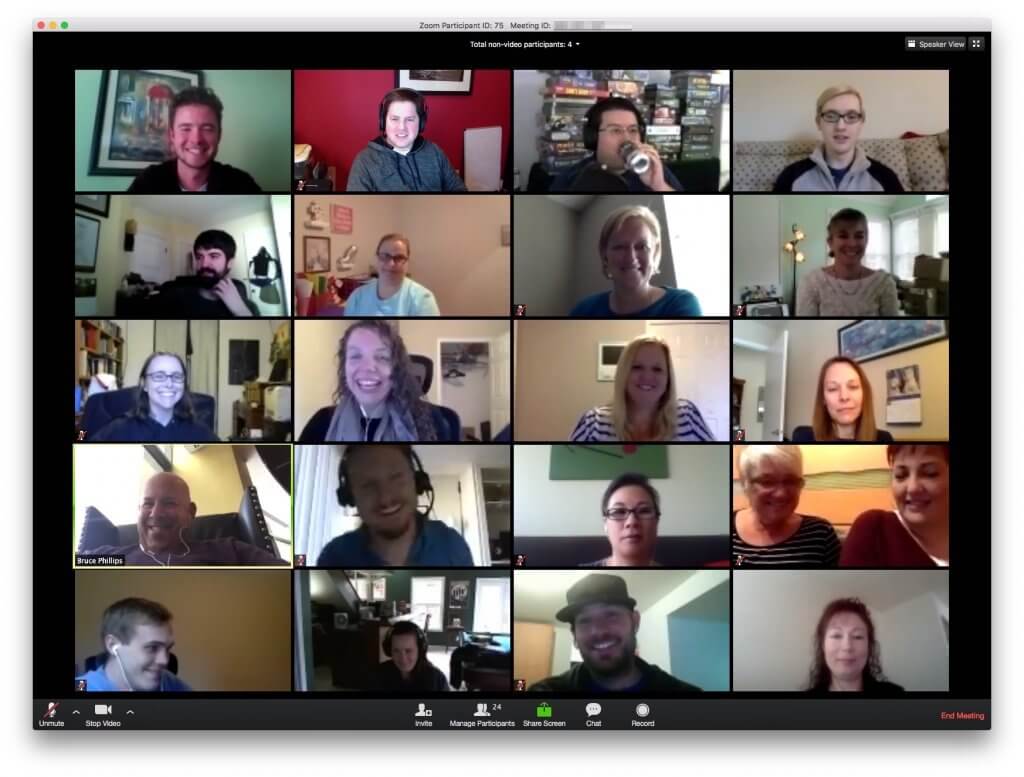 Zoom Participant ID: 75 Meeting ID:
Total non-video participants: 4
Speaker View
Bruce Phillips
Unmute
Stop Video
Invite
24
Manage Participants
Share Screen
Chat
Record
End Meeting